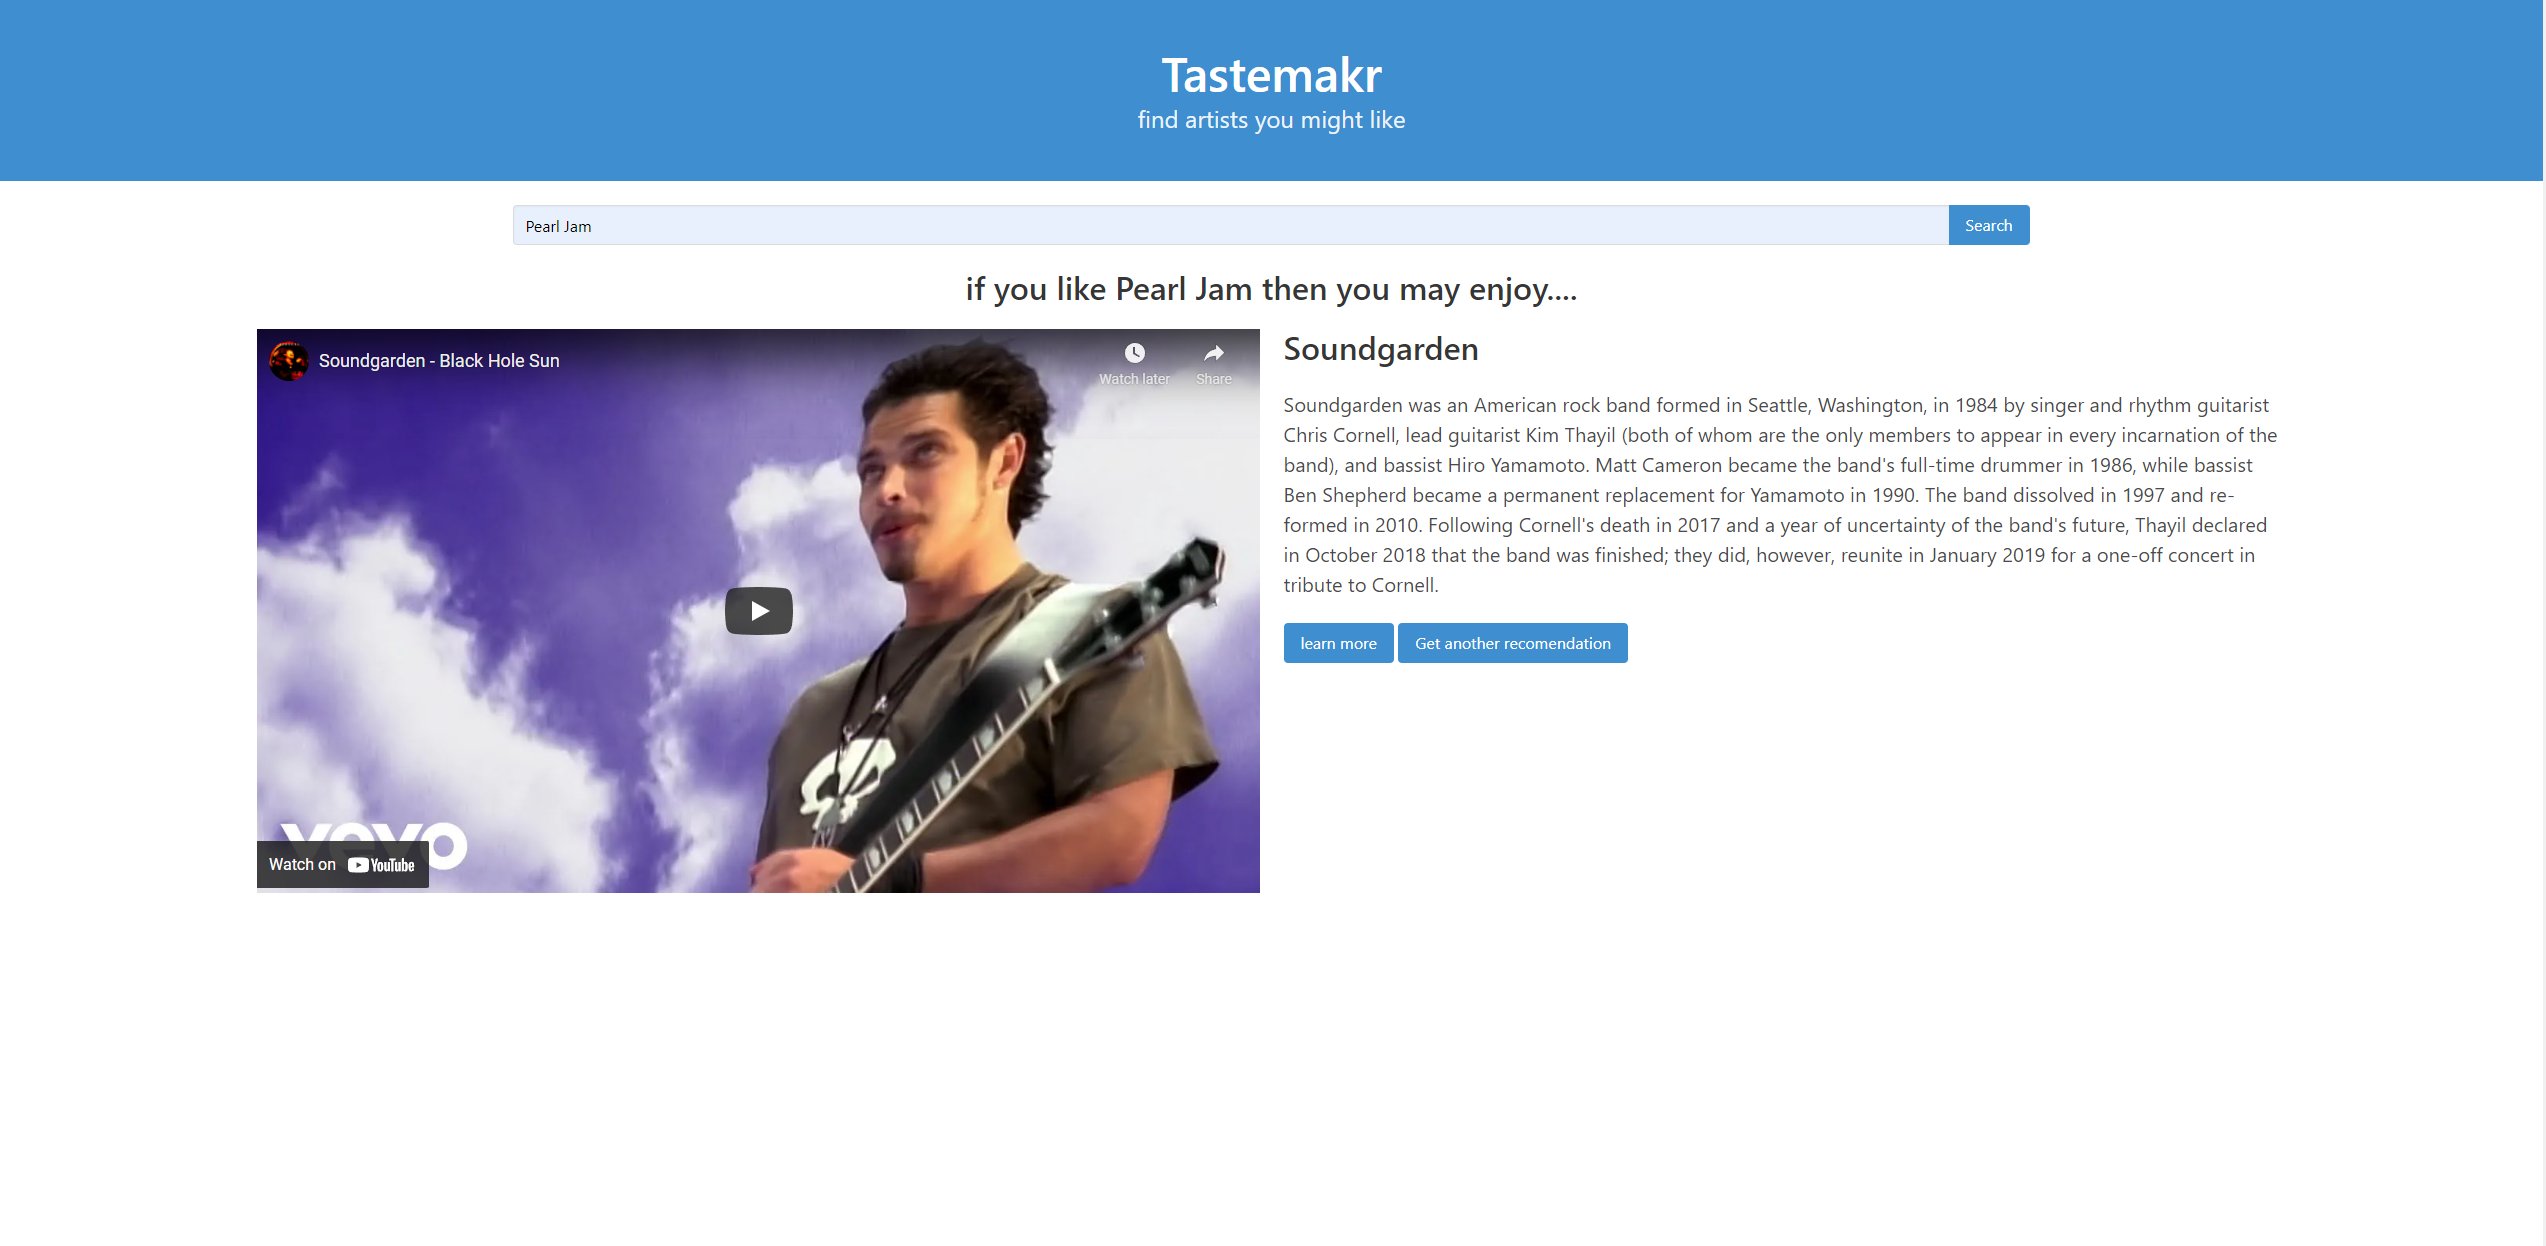 Tastemakr
find artists you might like
Pearl Jam
Search
if you like Pearl Jam then you may enjoy....
Soundgarden - Black Hole Sun
Watch later
Share
vevo
Watch on YouTube
Soundgarden
Soundgarden was an American rock band formed in Seattle, Washington, in 1984 by singer and rhythm guitarist
Chris Cornell, lead guitarist Kim Thayil (both of whom are the only members to appear in every incarnation of the
band), and bassist Hiro Yamamoto. Matt Cameron became the band's full-time drummer in 1986, while bassist
Ben Shepherd became a permanent replacement for Yamamoto in 1990. The band dissolved in 1997 and re-
formed in 2010. Following Cornell's death in 2017 and a year of uncertainty of the band's future, Thayil declared
in October 2018 that the band was finished; they did, however, reunite in January 2019 for a one-off concert in
tribute to Cornell.
learn more
Get another recomendation